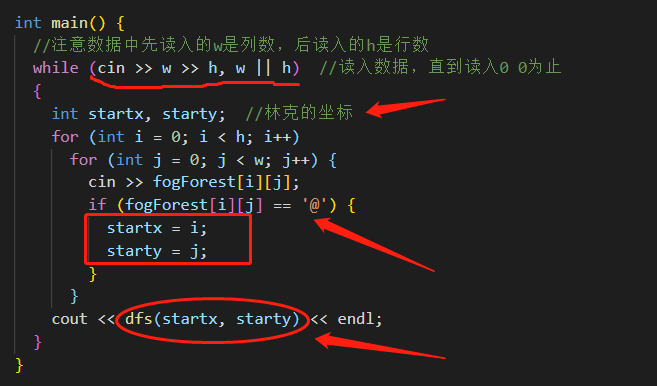 int main() {
//注意数据中先读入的w是列数，后读入的h是行数
while (cin >> w >> h, w || h)  //读入数据，直到读入0 0为止
{
int startx, starty;  //林克的坐标
for (int i = 0; i < h; i++)
for (int j = 0; j < w; j++) {
cin >> fogForest[i][j];
if (fogForest[i][j] == '@') {
startx = i;
starty = j;
}
}
cout << dfs(startx, starty) << endl;
}
}